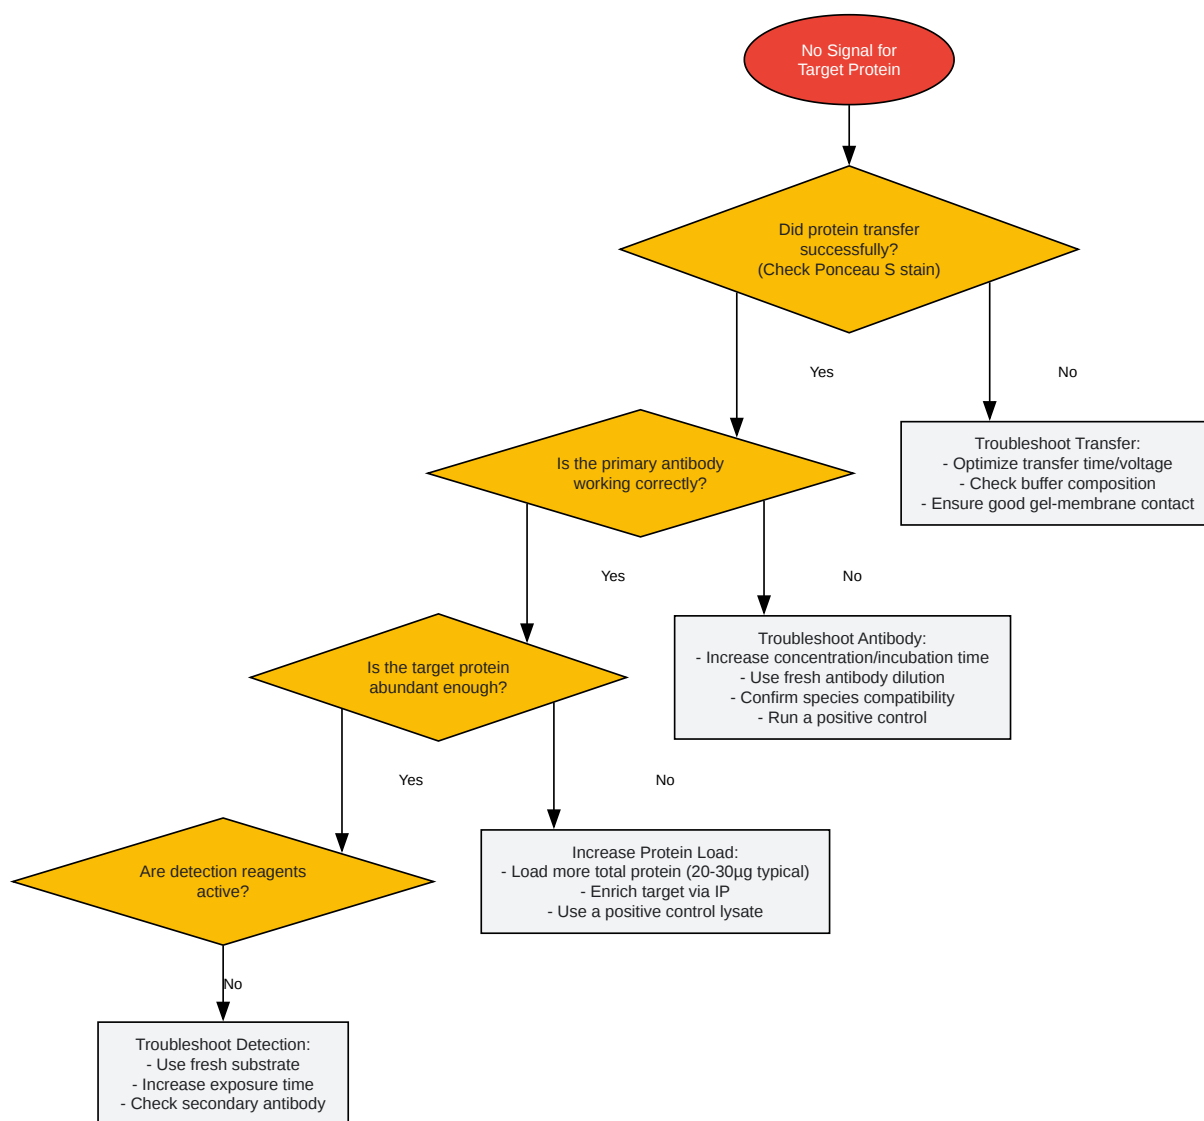 No Signal for
Target Protein
Did protein transfer
successfully?
(Check Ponceau S stain)
Yes
No
Troubleshoot Transfer:
- Optimize transfer time/voltage
- Check buffer composition
- Ensure good gel-membrane contact
Is the primary antibody
working correctly?
Yes
No
Troubleshoot Antibody:
- Increase concentration/incubation time
- Use fresh antibody dilution
- Confirm species compatibility
- Run a positive control
Is the target protein
abundant enough?
Yes
No
Increase Protein Load:
- Load more total protein (20-30µg typical)
- Enrich target via IP
- Use a positive control lysate
Are detection reagents
active?
No
Troubleshoot Detection:
- Use fresh substrate
- Increase exposure time
- Check secondary antibody